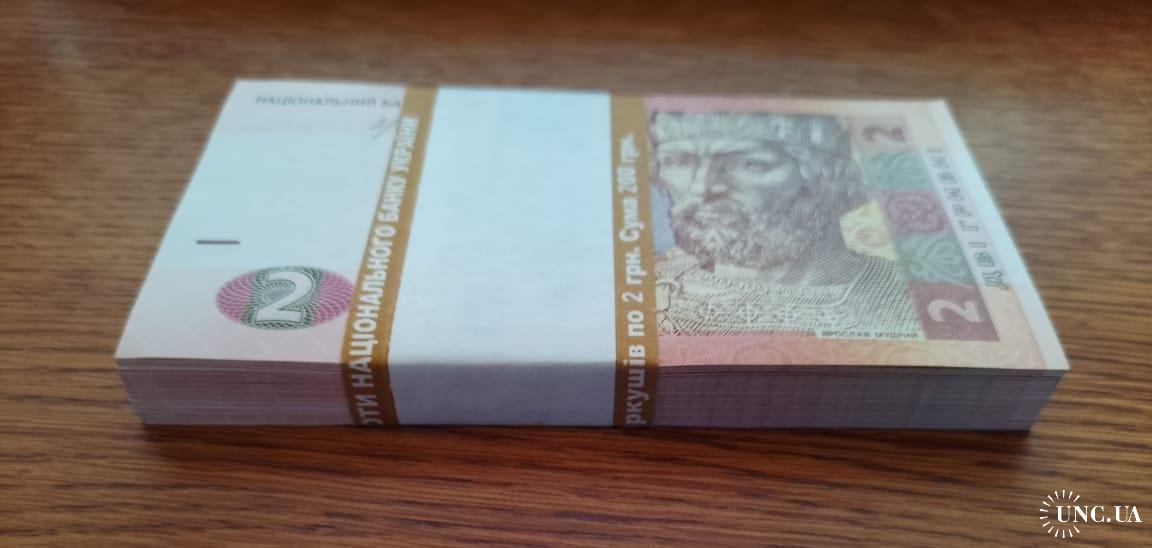 НАЦІОНАЛЬНИЙ БА
2
ОТИ НАЦІОНАЛЬНОГО БАНКУ УКРАЇНИ
ркушів по 2 грн. Сума 200 грн.
2
ДВІ ГРИВНІ
2
ЯРОСЛАВ МУДРИЙ
UNC.UA